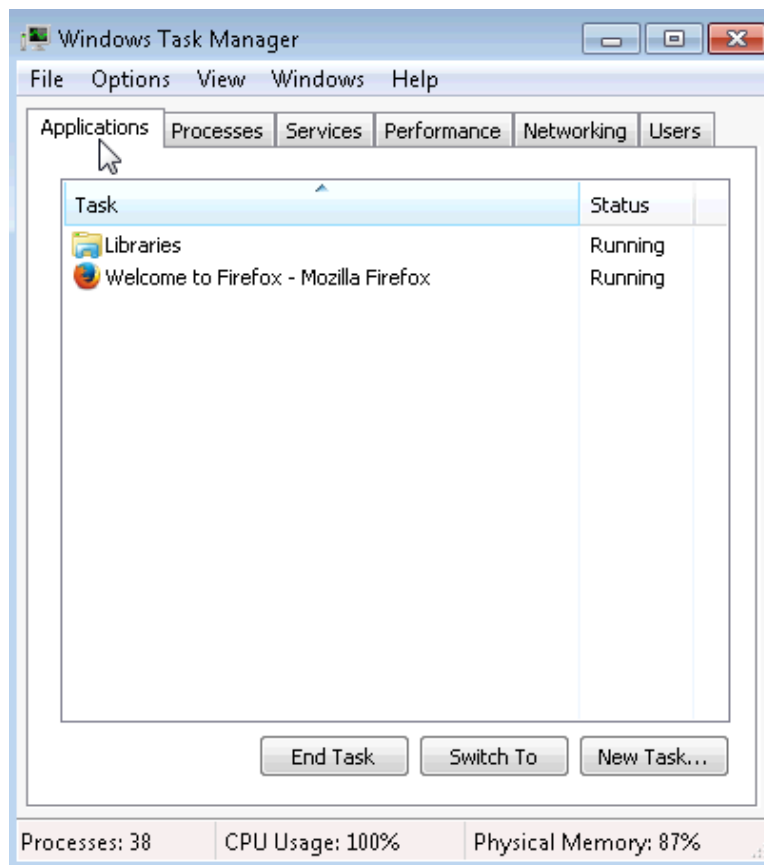 Windows Task Manager
File Options View Windows Help
Applications Processes Services Performance Networking Users
Task Status
Libraries Running
Welcome to Firefox - Mozilla Firefox Running
End Task Switch To New Task...
Processes: 38 CPU Usage: 100% Physical Memory: 87%